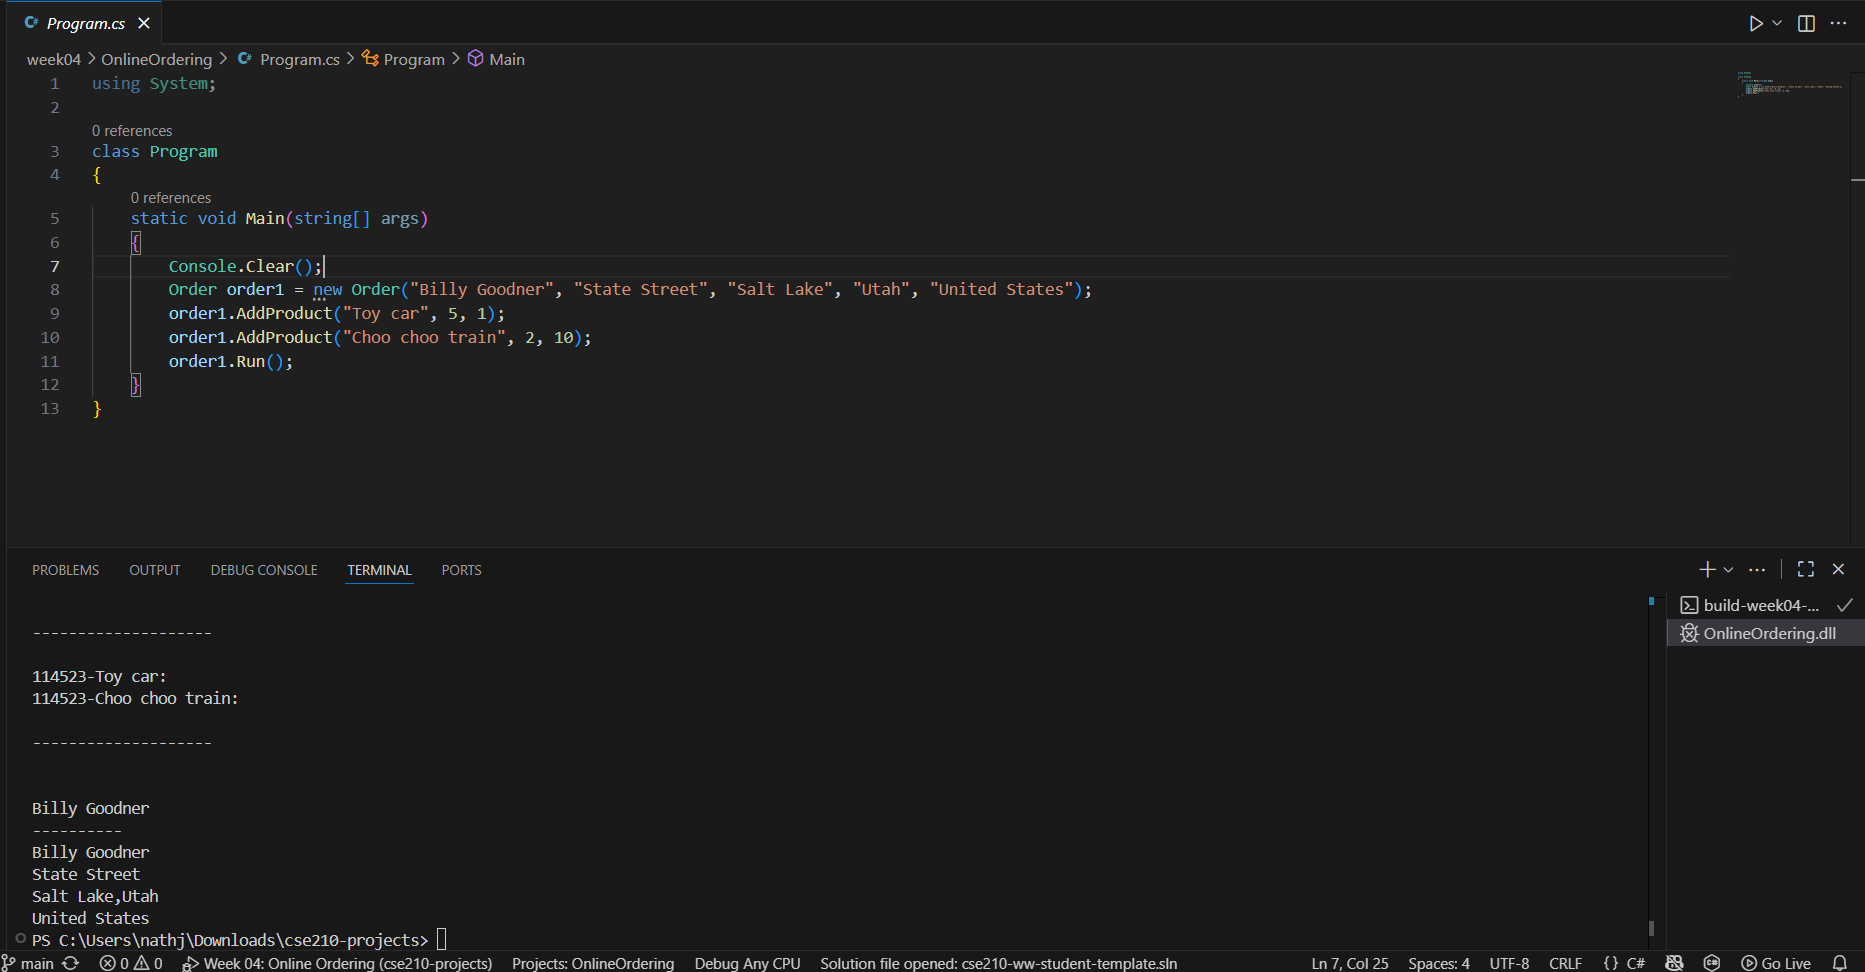 Program.cs
week04 > OnlineOrdering > Program.cs > Program > Main
1 using System;
2
0 references
3 class Program
4 {
0 references
5 static void Main(string[] args)
6 {
7 Console.Clear();
8 Order order1 = new Order("Billy Goodner", "State Street", "Salt Lake", "Utah", "United States");
9 order1.AddProduct("Toy car", 5, 1);
10 order1.AddProduct("Choo choo train", 2, 10);
11 order1.Run();
12 }
13 }
PROBLEMS OUTPUT DEBUG CONSOLE TERMINAL PORTS
build-week04-...
OnlineOrdering.dll
--------------------
114523-Toy car:
114523-Choo choo train:
--------------------
Billy Goodner
----------
Billy Goodner
State Street
Salt Lake,Utah
United States
PS C:\Users\nathj\Downloads\cse210-projects>
main 0 0 Week 04: Online Ordering (cse210-projects) Projects: OnlineOrdering Debug Any CPU Solution file opened: cse210-ww-student-template.sln Ln 7, Col 25 Spaces: 4 UTF-8 CRLF {} C# Go Live